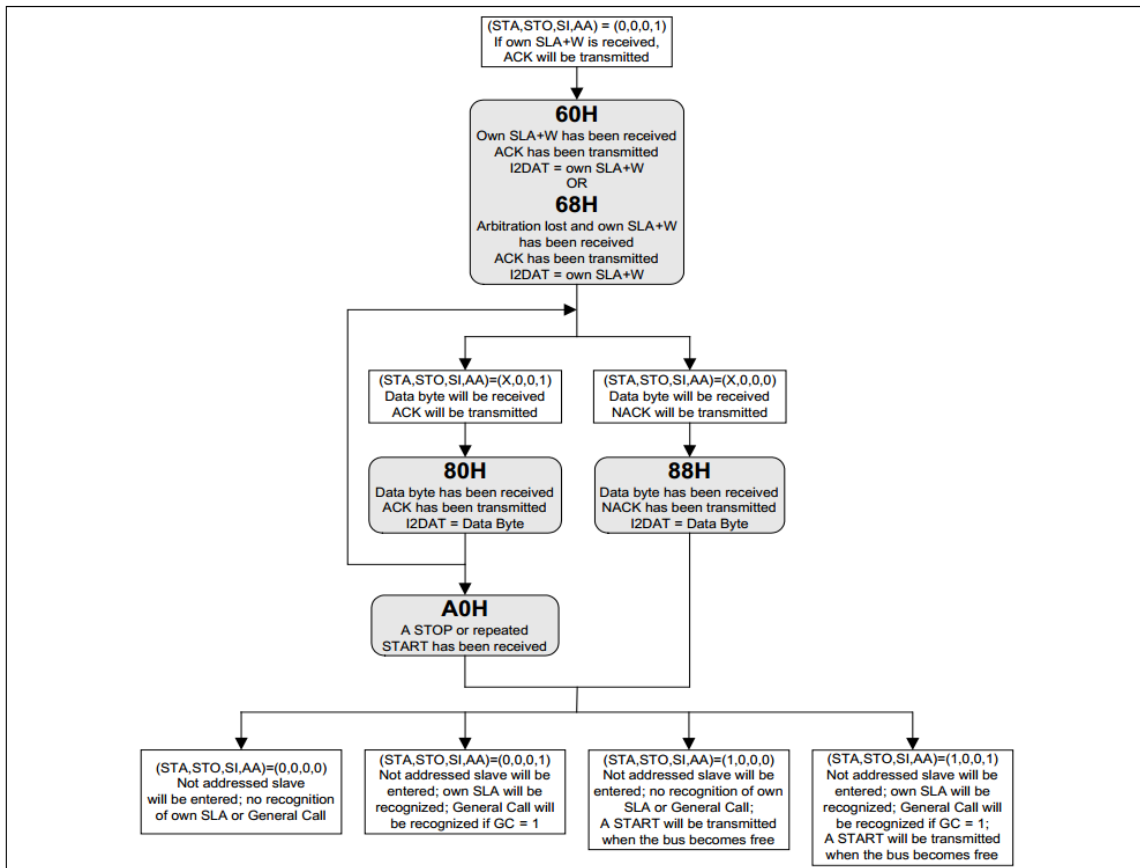 (STA,STO,SI,AA) = (0,0,0,1)
If own SLA+W is received,
ACK will be transmitted
60H
Own SLA+W has been received
ACK has been transmitted
I2DAT = own SLA+W
OR
68H
Arbitration lost and own SLA+W
has been received
ACK has been transmitted
I2DAT = own SLA+W
(STA,STO,SI,AA)=(X,0,0,1)
Data byte will be received
ACK will be transmitted
(STA,STO,SI,AA)=(X,0,0,0)
Data byte will be received
NACK will be transmitted
80H
Data byte has been received
ACK has been transmitted
I2DAT = Data Byte
88H
Data byte has been received
NACK has been transmitted
I2DAT = Data Byte
A0H
A STOP or repeated
START has been received
(STA,STO,SI,AA)=(0,0,0,0)
Not addressed slave
will be entered; no recognition
of own SLA or General Call
(STA,STO,SI,AA)=(0,0,0,1)
Not addressed slave will be
entered; own SLA will be
recognized; General Call will
be recognized if GC = 1
(STA,STO,SI,AA)=(1,0,0,0)
Not addressed slave will be
entered; no recognition of own
SLA or General Call;
A START will be transmitted
when the bus becomes free
(STA,STO,SI,AA)=(1,0,0,1)
Not addressed slave will be
entered; own SLA will be
recognized; General Call will
be recognized if GC = 1;
A START will be transmitted
when the bus becomes free